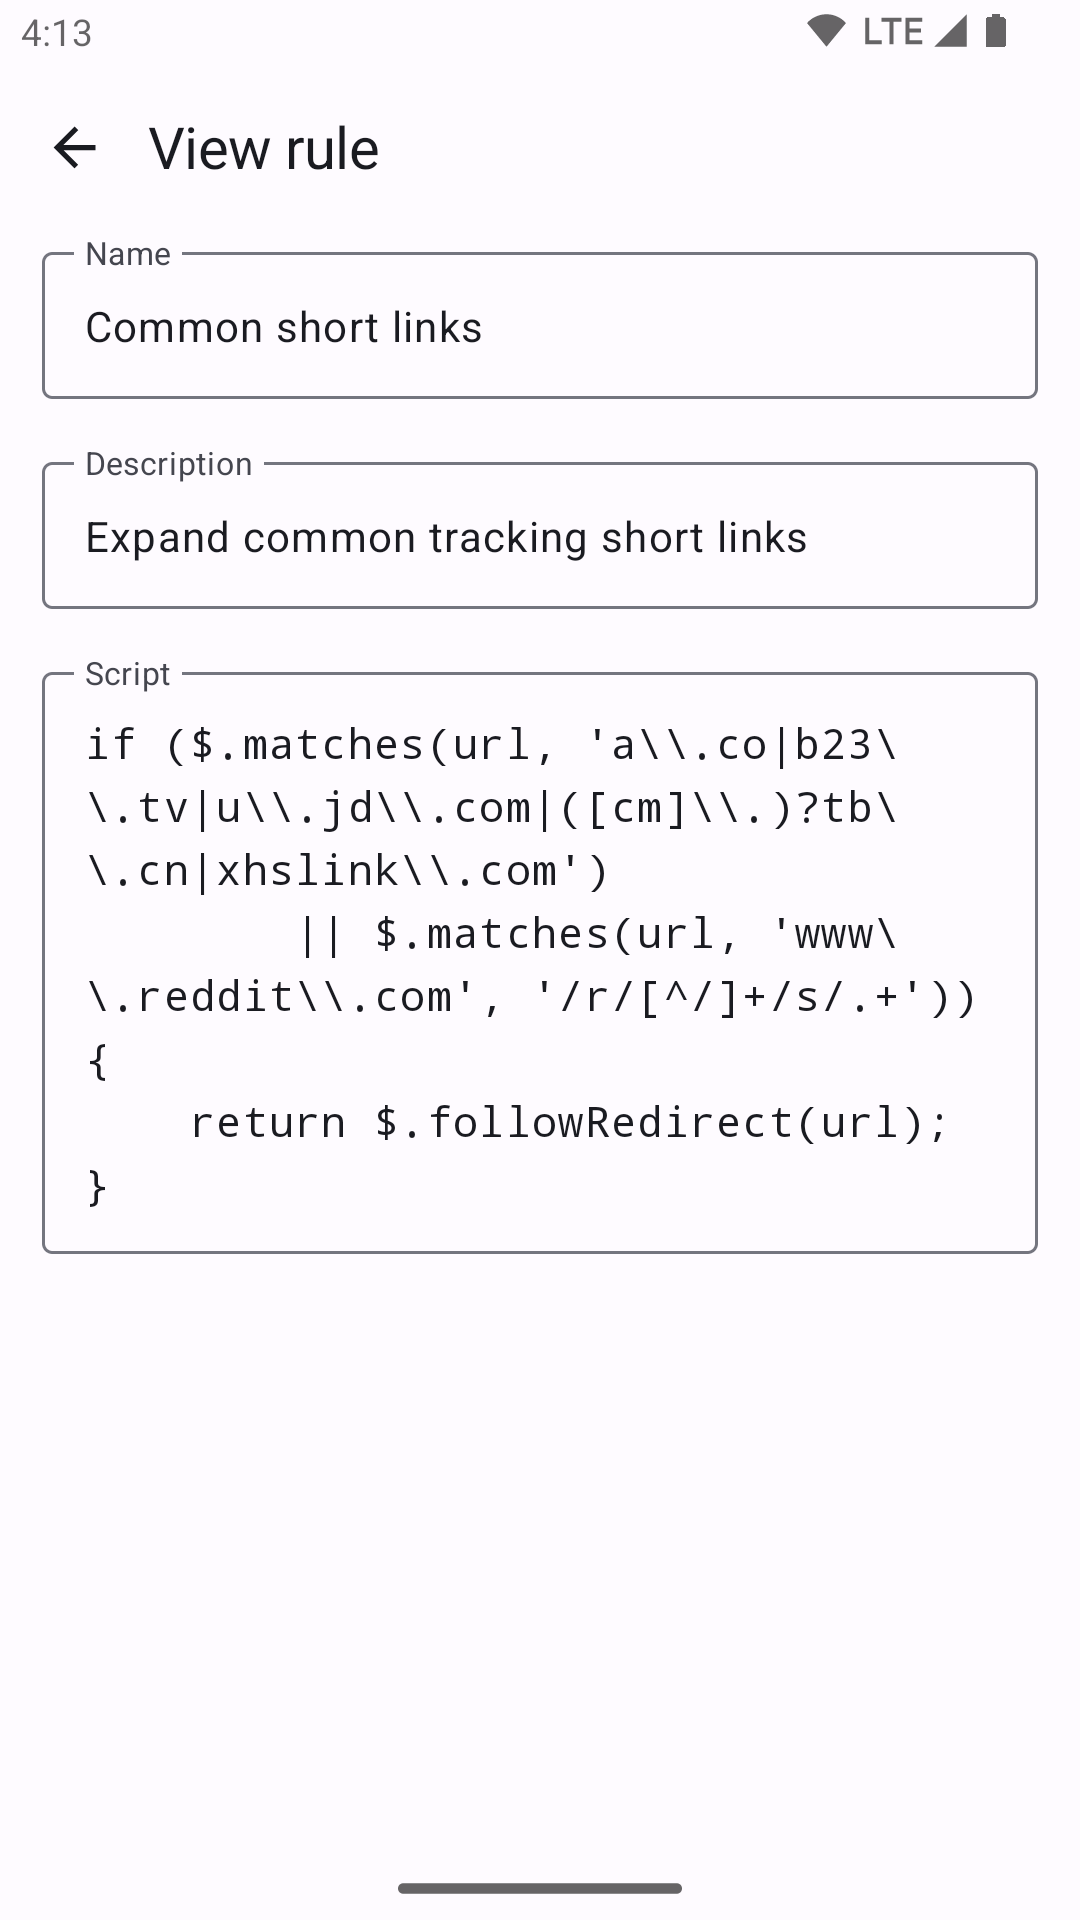 4:13
LTE
View rule
Name
Common short links
Description
Expand common tracking short links
Script
if ($.matches(url, 'a\\.co|b23\
\.tv|u\\.jd\\.com|([cm]\\.)?tb\
\.cn|xhslink\\.com')
        || $.matches(url, 'www\
\.reddit\\.com', '/r/[^/]+/s/.+'))
{
    return $.followRedirect(url);
}